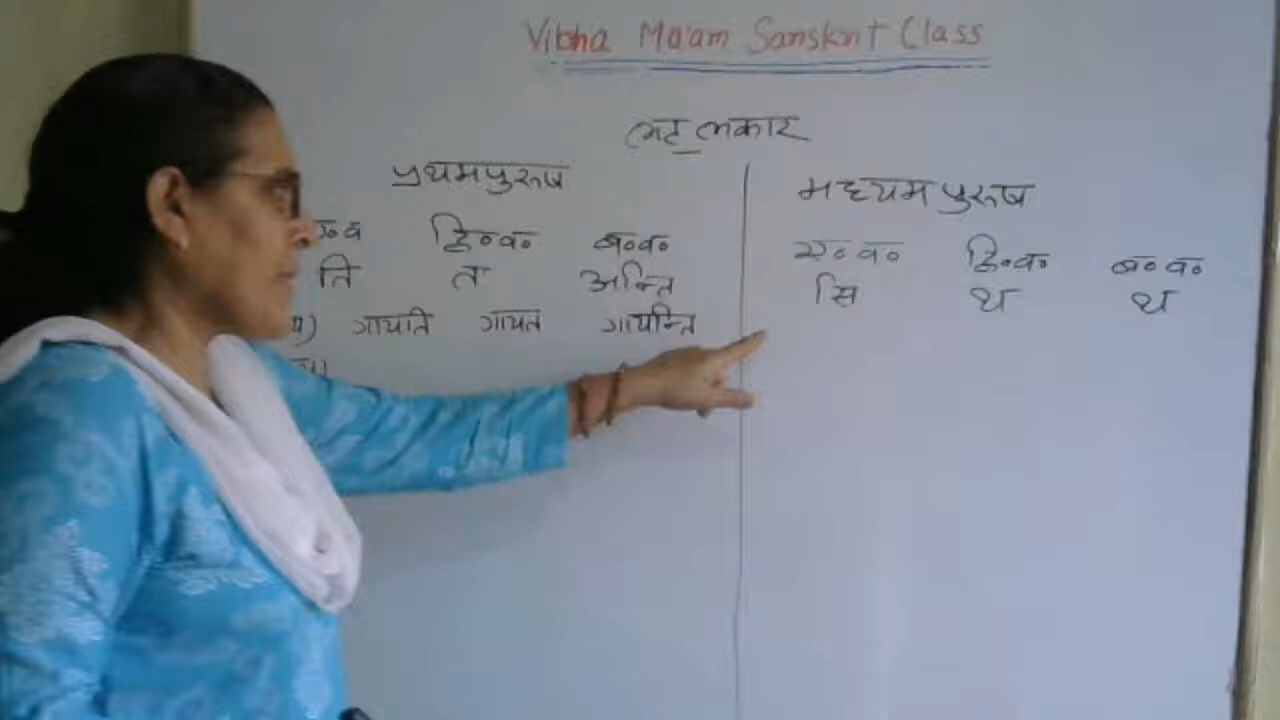 Vibha Ma'am Sanskrit Class
लट् लकार
प्रथमपुरूष
ए०व द्वि०व० ब०व०
ति त अन्ति
गायति गायत गायन्ति
मध्यमपुरूष
ए०व० द्वि०व० ब०व०
सि थ थ